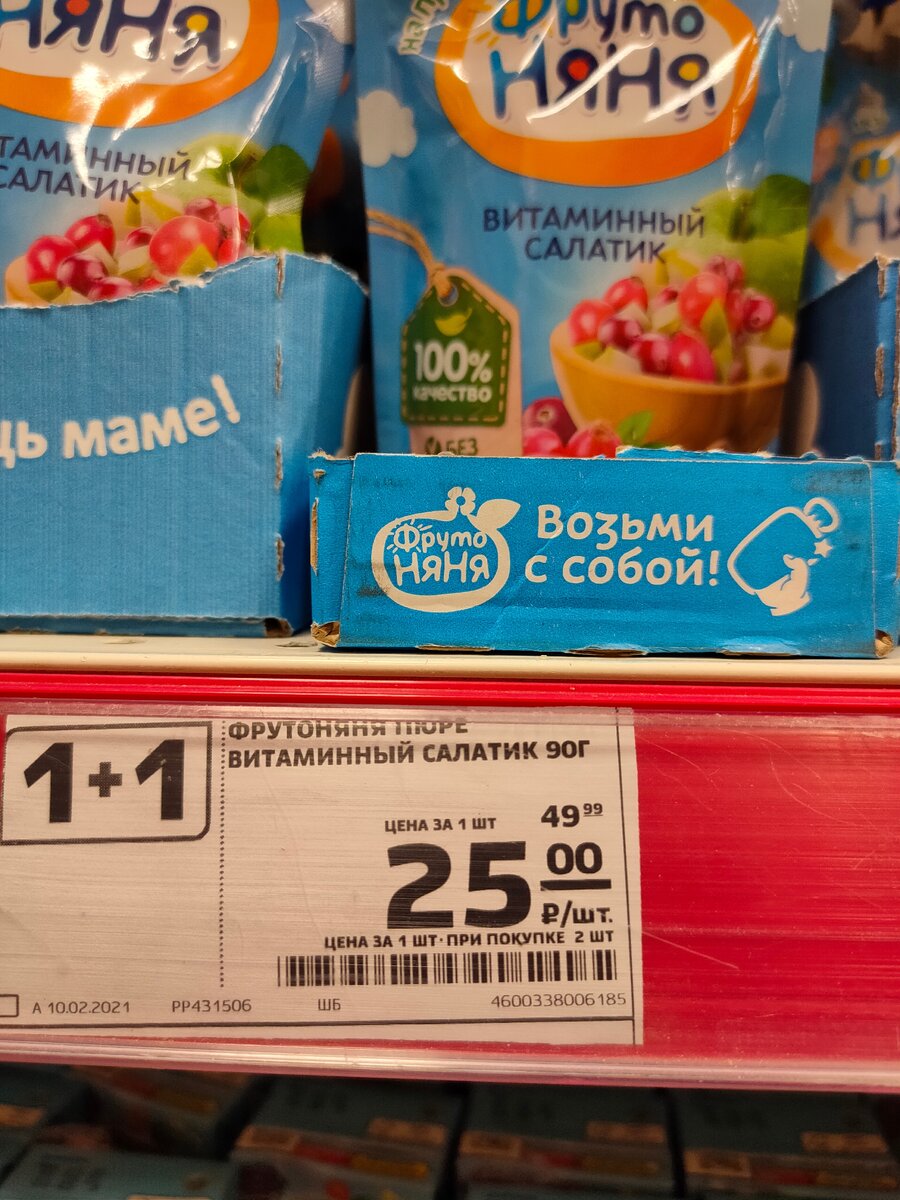 НяНя
ВИТАМИННЫЙ
САЛАТИК
Фруто
НяНя
ВИТАМИННЫЙ
САЛАТИК
100%
качество
БЕЗ
маме!
Фруто
НяНя
Возьми
с собой!
1+1
ФРУТОНЯНЯ ПЮРЕ
ВИТАМИННЫЙ САЛАТИК 90Г
ЦЕНА ЗА 1 ШТ 49 99
25 00
₽/шт.
ЦЕНА ЗА 1 ШТ·ПРИ ПОКУПКЕ 2 ШТ
А 10.02.2021 РР431506 ШБ 4600338006185